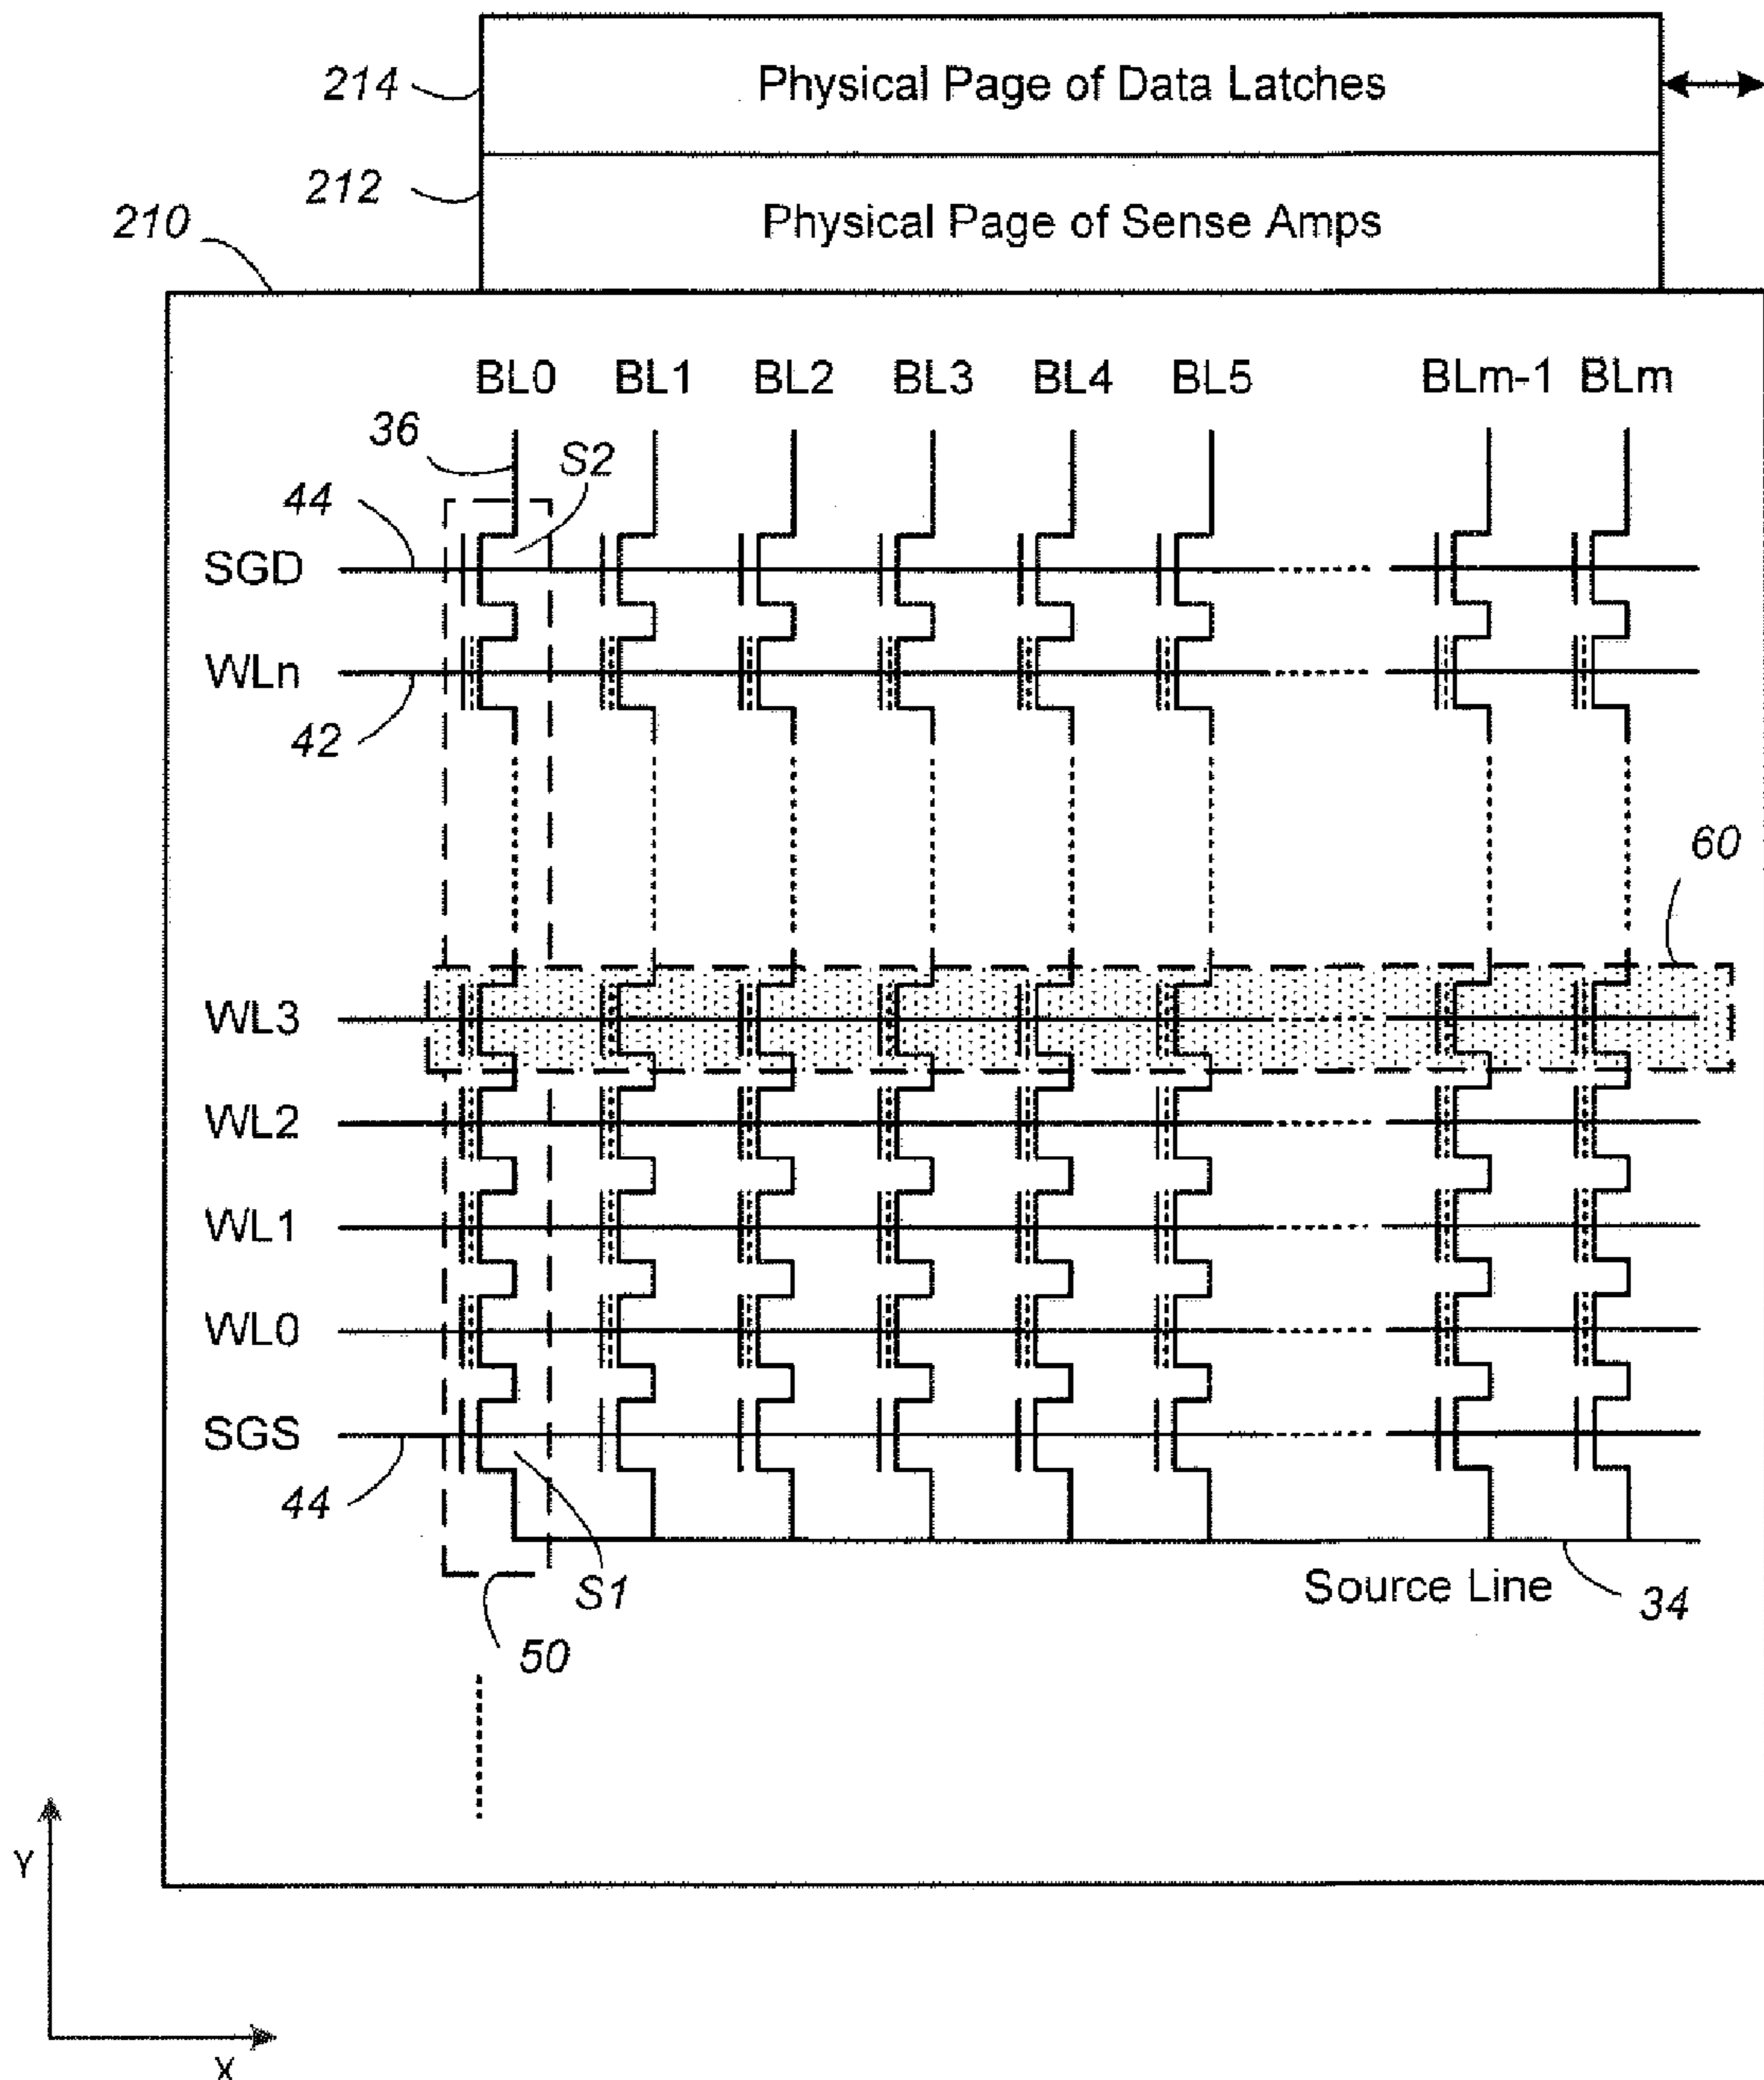 214
Physical Page of Data Latches
212
Physical Page of Sense Amps
210
BL0 BL1 BL2 BL3 BL4 BL5 BLm-1 BLm
36
S2
44
SGD
WLn
42
60
WL3
WL2
WL1
WL0
SGS
44
S1
Source Line
34
50
Y
X